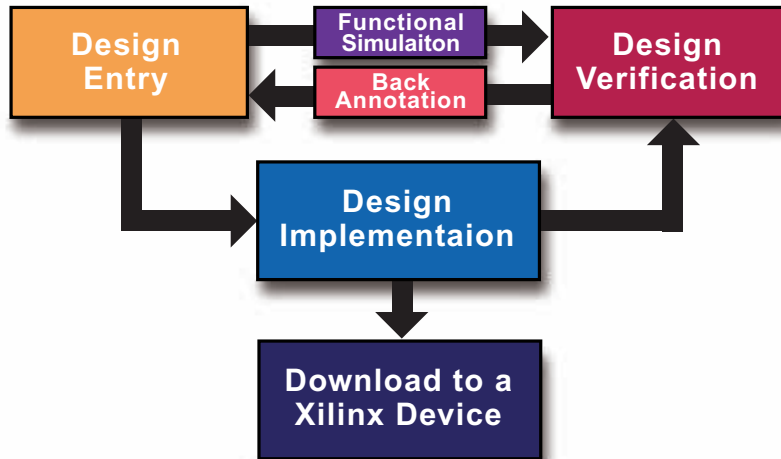 Design
Entry
Functional
Simulaiton
Back
Annotation
Design
Verification
Design
Implementaion
Download to a
Xilinx Device